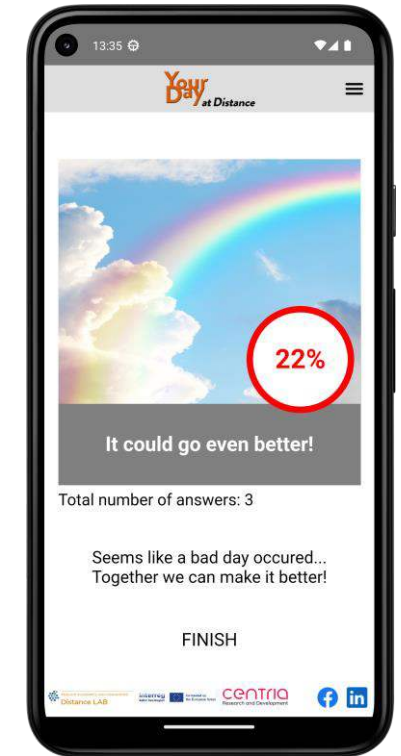 13:35
Your
Day at Distance
22%
It could go even better!
Total number of answers: 3
Seems like a bad day occured...
Together we can make it better!
FINISH
Distance LAB
Interreg
centria
Research and Development
in